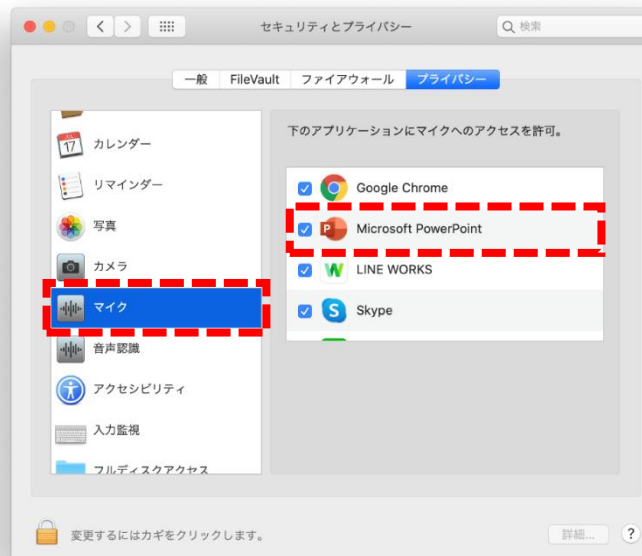 セキュリティとプライバシー
検索
一般 FileVault ファイアウォール プライバシー
17 カレンダー
リマインダー
写真
カメラ
マイク
音声認識
アクセシビリティ
入力監視
フルディスクアクセス
下のアプリケーションにマイクへのアクセスを許可。
Google Chrome
P Microsoft PowerPoint
W LINE WORKS
S Skype
変更するにはカギをクリックします。
詳細... ?